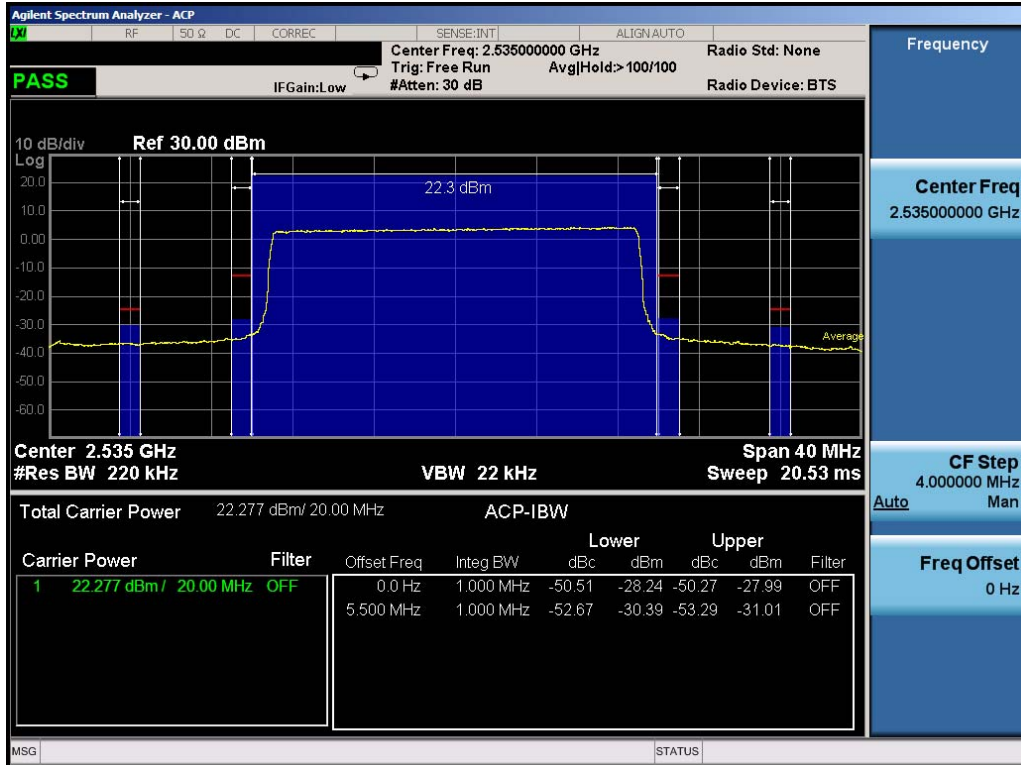 Agilent Spectrum Analyzer - ACP
LXI RF 50 Ω DC CORREC SENSE:INT ALIGN AUTO
Center Freq: 2.535000000 GHz Radio Std: None
Trig: Free Run Avg|Hold:>100/100
PASS IFGain:Low #Atten: 30 dB Radio Device: BTS
10 dB/div Ref 30.00 dBm
Log
20.0
10.0
0.00
-10.0
-20.0
-30.0
-40.0
-50.0
-60.0
22.3 dBm
Average
Center 2.535 GHz Span 40 MHz
#Res BW 220 kHz VBW 22 kHz Sweep 20.53 ms
Total Carrier Power 22.277 dBm/ 20.00 MHz ACP-IBW
Lower Upper
Carrier Power Filter Offset Freq Integ BW dBc dBm dBc dBm Filter
1 22.277 dBm / 20.00 MHz OFF 0.0 Hz 1.000 MHz -50.51 -28.24 -50.27 -27.99 OFF
5.500 MHz 1.000 MHz -52.67 -30.39 -53.29 -31.01 OFF
MSG STATUS
Frequency
Center Freq
2.535000000 GHz
CF Step
4.000000 MHz
Auto Man
Freq Offset
0 Hz